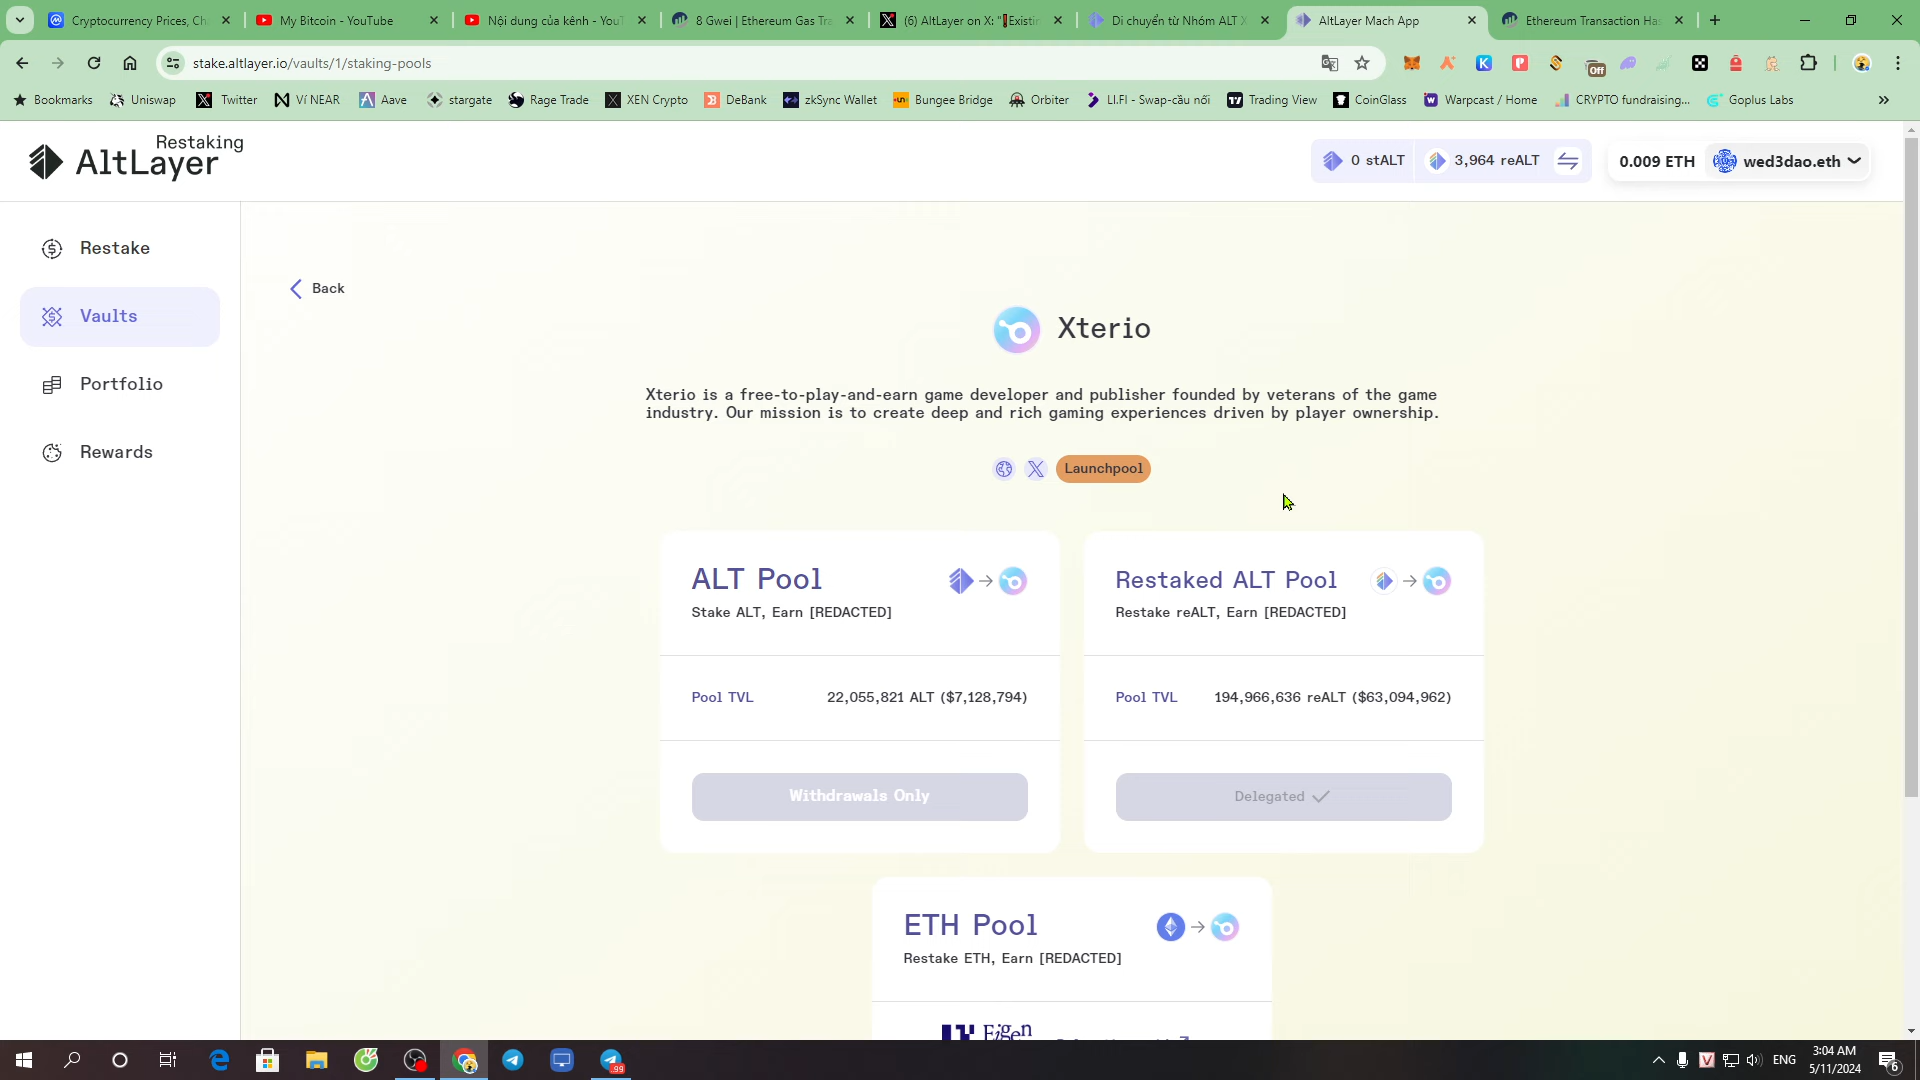 Cryptocurrency Prices, Ch
My Bitcoin - YouTube
Nội dung của kênh - YouT
8 Gwei | Ethereum Gas Tra
(6) AltLayer on X: "❗Existin
Di chuyển từ Nhóm ALT X
AltLayer Mach App
Ethereum Transaction Has
stake.altlayer.io/vaults/1/staking-pools
Off
Bookmarks
Uniswap
Twitter
Ví NEAR
Aave
stargate
Rage Trade
XEN Crypto
DeBank
zkSync Wallet
Bungee Bridge
Orbiter
LI.FI - Swap-cầu nối
Trading View
CoinGlass
Warpcast / Home
CRYPTO fundraising...
Goplus Labs
Restaking
AltLayer
0 stALT
3,964 reALT
0.009 ETH
wed3dao.eth
Restake
Vaults
Portfolio
Rewards
Back
Xterio
Xterio is a free-to-play-and-earn game developer and publisher founded by veterans of the game
industry. Our mission is to create deep and rich gaming experiences driven by player ownership.
Launchpool
ALT Pool
Stake ALT, Earn [REDACTED]
Pool TVL
22,055,821 ALT ($7,128,794)
Withdrawals Only
Restaked ALT Pool
Restake reALT, Earn [REDACTED]
Pool TVL
194,966,636 reALT ($63,094,962)
Delegated
ETH Pool
Restake ETH, Earn [REDACTED]
Eigen
99
ENG
3:04 AM
5/11/2024
6